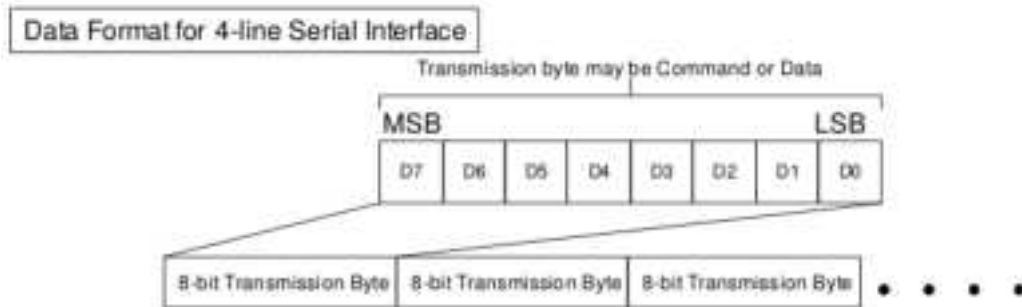 Data Format for 4-line Serial Interface
Transmission byte may be Command or Data
MSB LSB
D7 D6 D5 D4 D3 D2 D1 D0
8-bit Transmission Byte 8-bit Transmission Byte 8-bit Transmission Byte